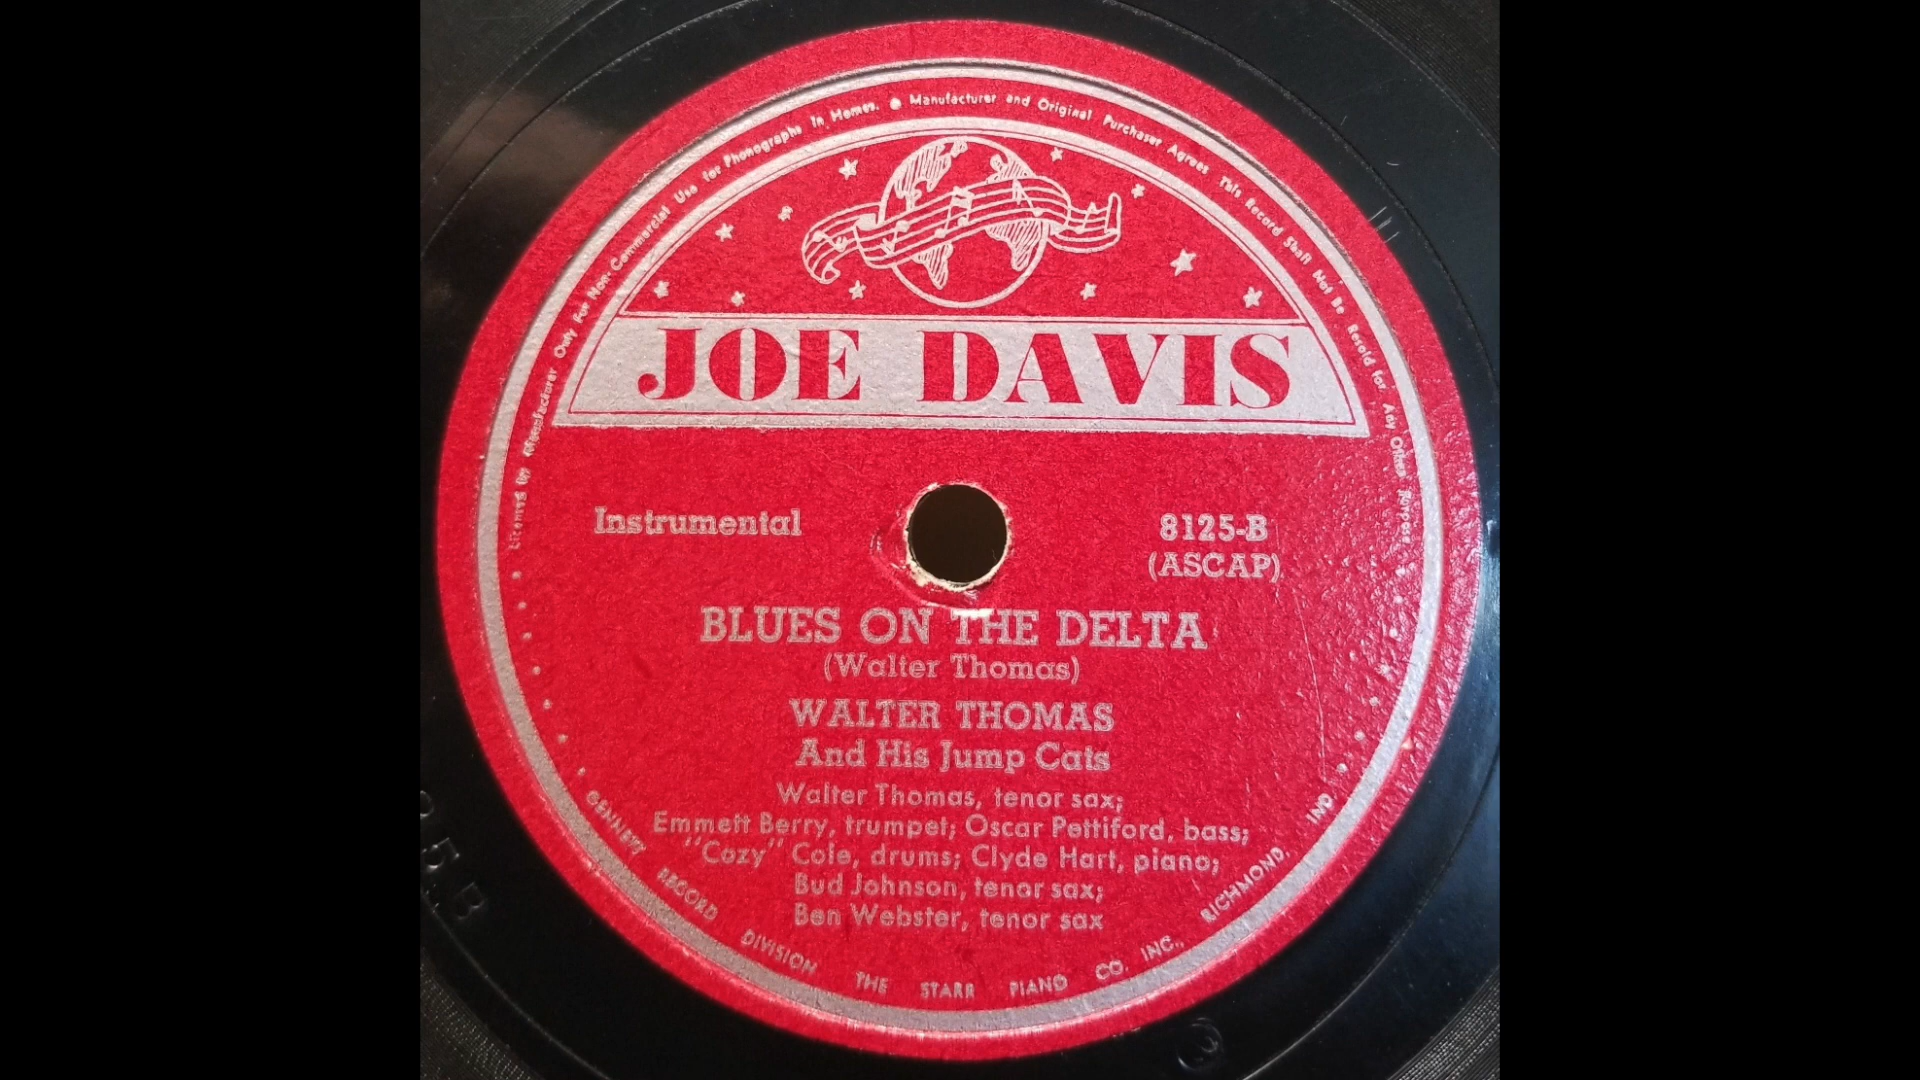 Licensed by Manufacturer Only For Non-Commercial Use for Phonographs in Homes. Manufacturer and Original Purchaser Agrees This Record Shall Not Be Resold for Any Other Purpose
JOE DAVIS
Instrumental
8125-B
(ASCAP)
BLUES ON THE DELTA
(Walter Thomas)
WALTER THOMAS
And His Jump Cats
Walter Thomas, tenor sax;
Emmett Berry, trumpet; Oscar Pettiford, bass;
"Cozy" Cole, drums; Clyde Hart, piano;
Bud Johnson, tenor sax;
Ben Webster, tenor sax
GENNETT RECORD DIVISION THE STARR PIANO CO. INC., RICHMOND, IND